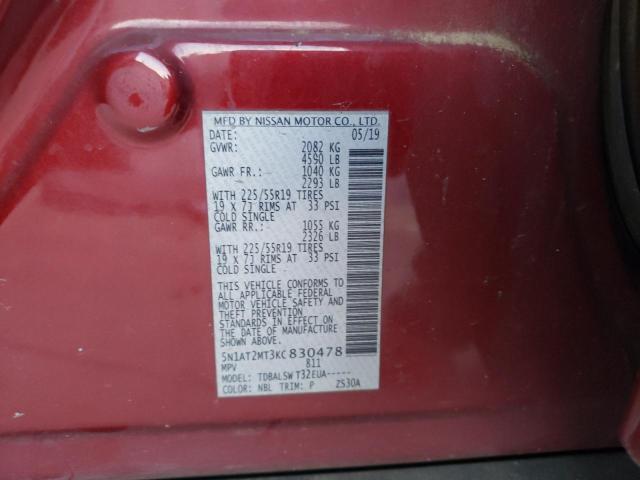 MFD BY NISSAN MOTOR CO., LTD.
DATE: 05/19
GVWR: 2082 KG
4590 LB
GAWR FR.: 1040 KG
2293 LB
WITH 225/55R19 TIRES
19 X 7J RIMS AT 33 PSI
COLD SINGLE
GAWR RR.: 1055 KG
2326 LB
WITH 225/55R19 TIRES
19 X 7J RIMS AT 33 PSI
COLD SINGLE
THIS VEHICLE CONFORMS TO
ALL APPLICABLE FEDERAL
MOTOR VEHICLE SAFETY AND
THEFT PREVENTION
STANDARDS IN EFFECT ON
THE DATE OF MANUFACTURE
SHOWN ABOVE.
5N1AT2MT3KC830478
MPV 811
MODEL: TDBALSW T32EUA-----
COLOR: NBL TRIM: P ZS30A